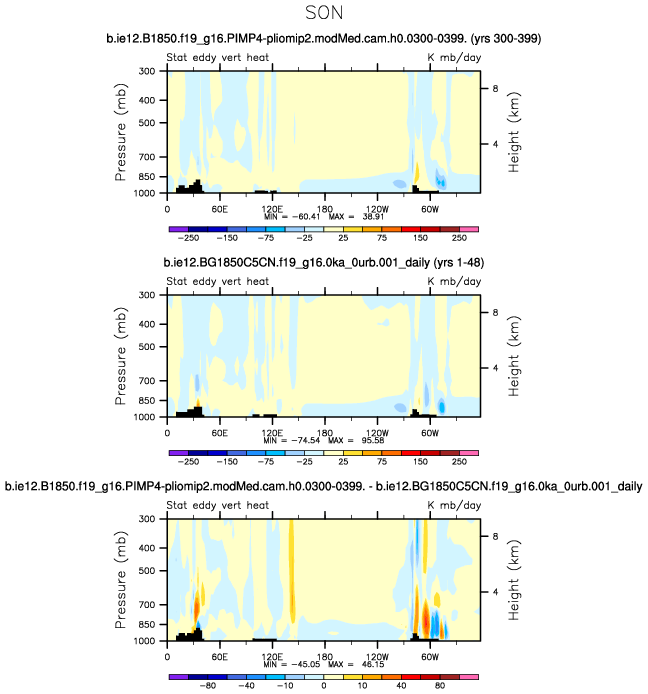 SON
b.ie12.B1850.f19_g16.PIMP4-pliomip2.modMed.cam.h0.0300-0399. (yrs 300-399)
Stat eddy vert heat K mb/day
Pressure (mb)
300
400
500
700
850
1000
8
4
Height (km)
0 60E 120E 180 120W 60W
MIN = -60.41 MAX = 38.91
-250 -150 -75 -25 25 75 150 250
b.ie12.BG1850C5CN.f19_g16.0ka_0urb.001_daily (yrs 1-48)
Stat eddy vert heat K mb/day
Pressure (mb)
300
400
500
700
850
1000
8
4
Height (km)
0 60E 120E 180 120W 60W
MIN = -74.54 MAX = 95.58
-250 -150 -75 -25 25 75 150 250
b.ie12.B1850.f19_g16.PIMP4-pliomip2.modMed.cam.h0.0300-0399. - b.ie12.BG1850C5CN.f19_g16.0ka_0urb.001_daily
Stat eddy vert heat K mb/day
Pressure (mb)
300
400
500
700
850
1000
8
4
Height (km)
0 60E 120E 180 120W 60W
MIN = -45.05 MAX = 46.15
-80 -40 -10 0 10 40 80